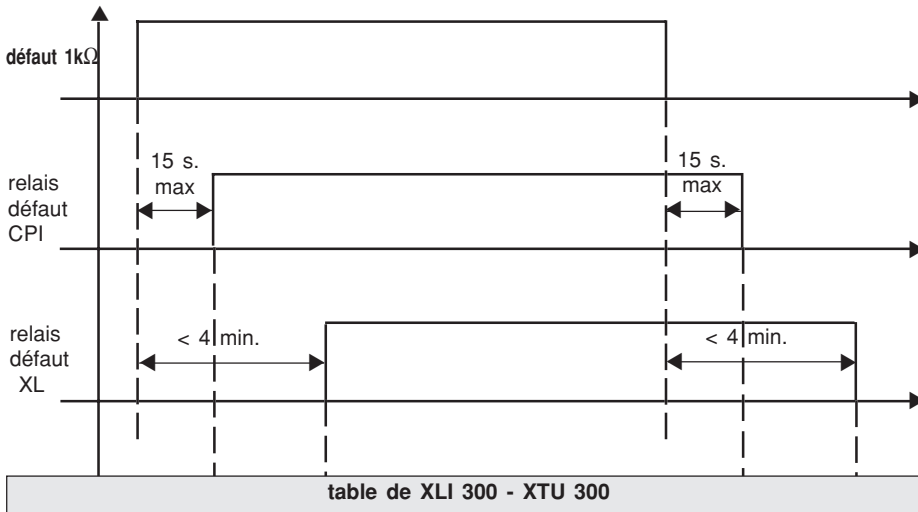 défaut 1kΩ
15 s.
max
15 s.
max
relais
défaut
CPI
relais
défaut
XL
< 4 min.
< 4 min.
table de XLI 300 - XTU 300